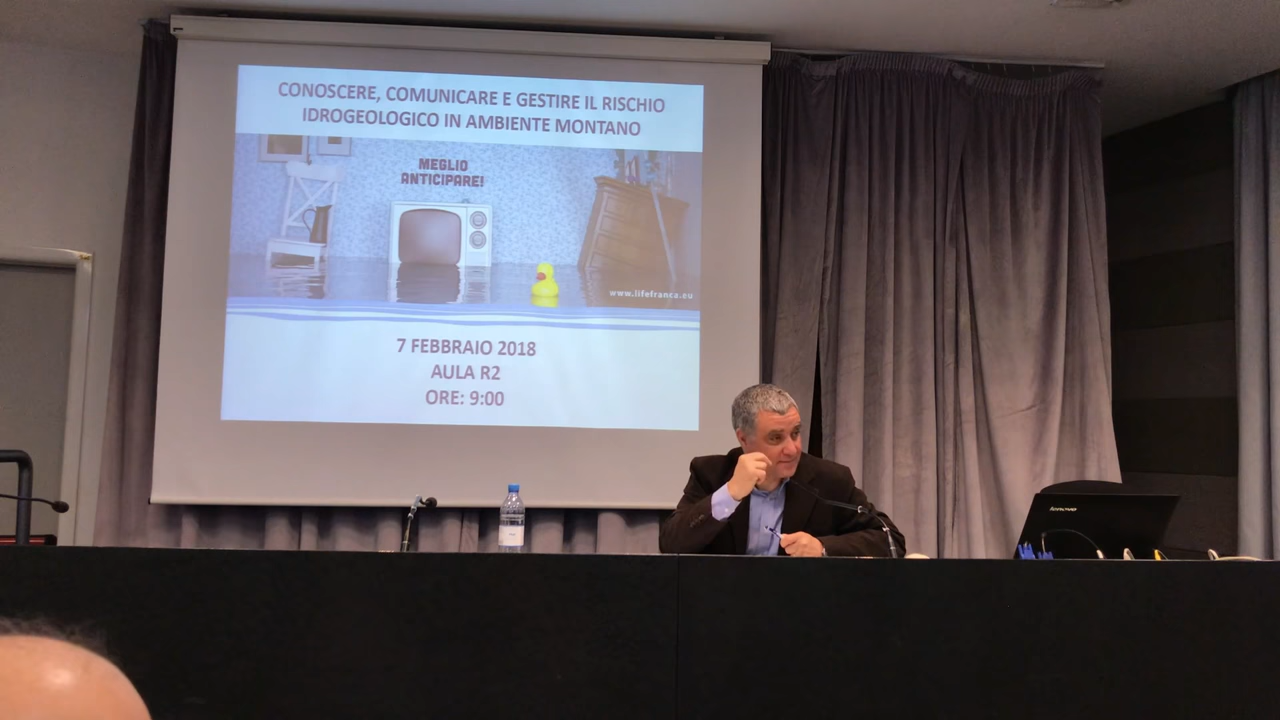 CONOSCERE, COMUNICARE E GESTIRE IL RISCHIO
IDROGEOLOGICO IN AMBIENTE MONTANO
MEGLIO
ANTICIPARE!
www.lifefranca.eu
7 FEBBRAIO 2018
AULA R2
ORE: 9:00
lenovo